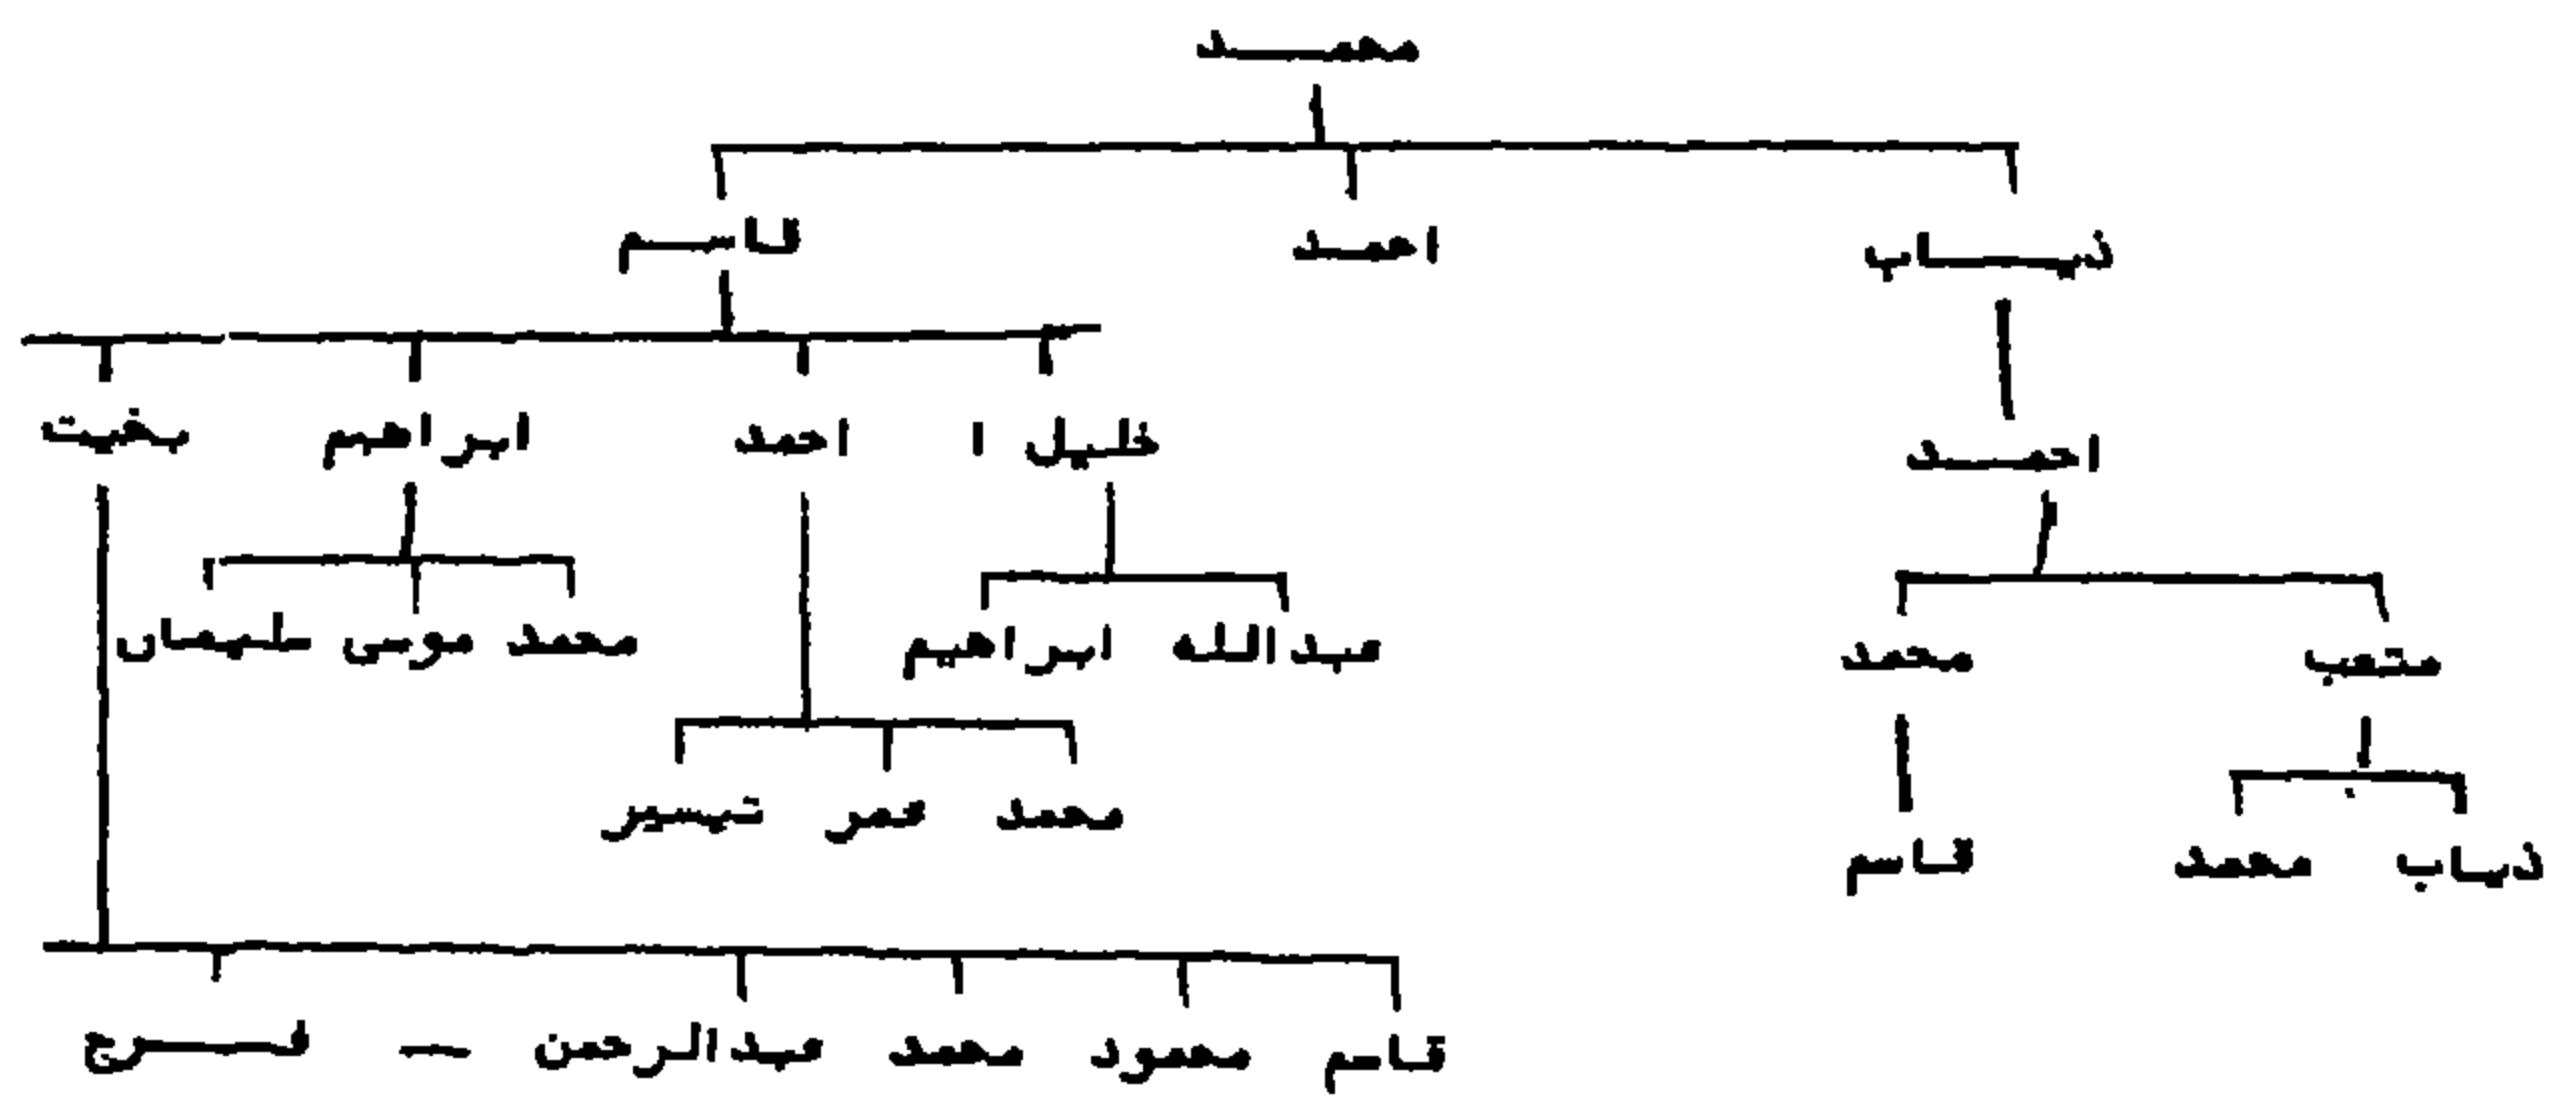 محمد
ذياب احمد قاسم
احمد خليل ا احمد ابراهيم بخيت
متعب محمد عبدالله ابراهيم محمد موسى سليمان
ذياب محمد قاسم محمد عمر تيسير
قاسم محمود محمد عبدالرحمن – فرج